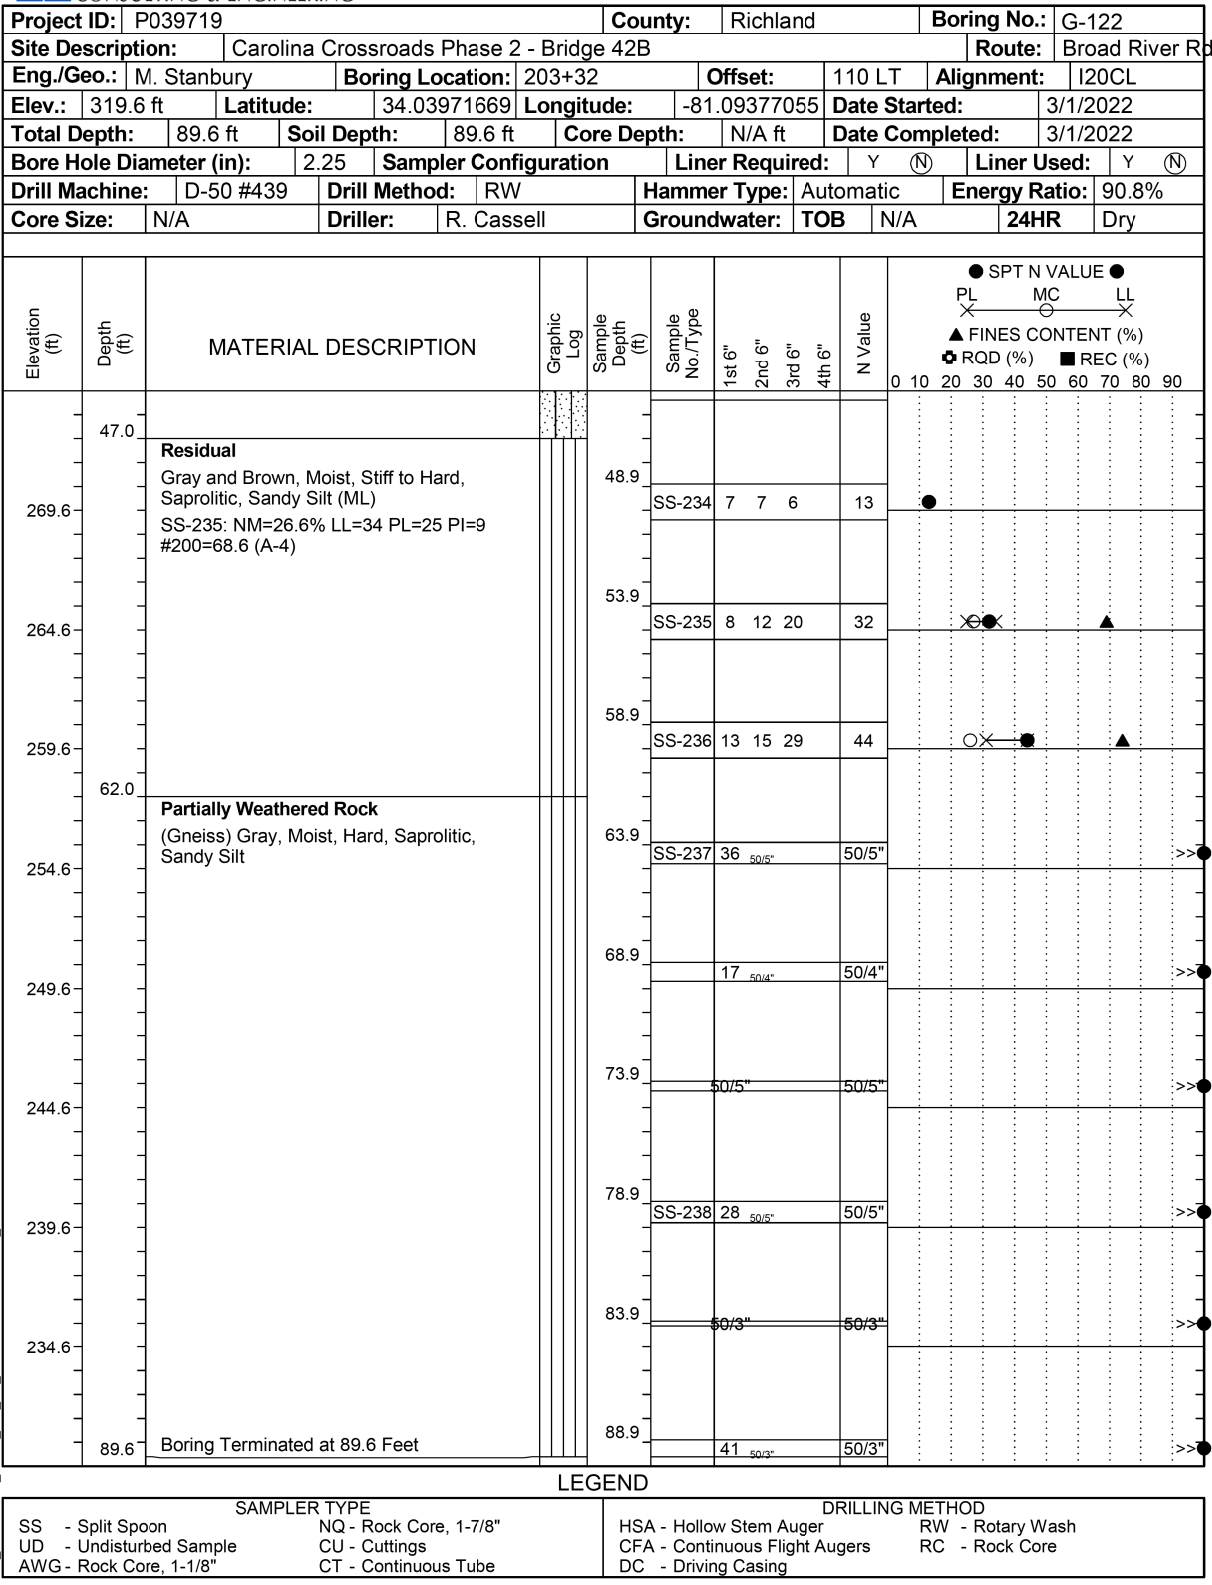 Project ID: P039719 County: Richland Boring No.: G-122
Site Description: Carolina Crossroads Phase 2 - Bridge 42B Route: Broad River Rd
Eng./Geo.: M. Stanbury Boring Location: 203+32 Offset: 110 LT Alignment: I20CL
Elev.: 319.6 ft Latitude: 34.03971669 Longitude: -81.09377055 Date Started: 3/1/2022
Total Depth: 89.6 ft Soil Depth: 89.6 ft Core Depth: N/A ft Date Completed: 3/1/2022
Bore Hole Diameter (in): 2.25 Sampler Configuration Liner Required: Y N Liner Used: Y N
Drill Machine: D-50 #439 Drill Method: RW Hammer Type: Automatic Energy Ratio: 90.8%
Core Size: N/A Driller: R. Cassell Groundwater: TOB N/A 24HR Dry
Elevation (ft)
Depth (ft)
MATERIAL DESCRIPTION
Graphic Log
Sample Depth (ft)
Sample No./Type
1st 6"
2nd 6"
3rd 6"
4th 6"
N Value
● SPT N VALUE ●
PL MC LL
▲ FINES CONTENT (%)
RQD (%) ■ REC (%)
0 10 20 30 40 50 60 70 80 90
47.0
Residual
Gray and Brown, Moist, Stiff to Hard,
Saprolitic, Sandy Silt (ML)
SS-235: NM=26.6% LL=34 PL=25 PI=9
#200=68.6 (A-4)
48.9
SS-234 7 7 6 13
269.6
53.9
SS-235 8 12 20 32
264.6
58.9
SS-236 13 15 29 44
259.6
62.0
Partially Weathered Rock
(Gneiss) Gray, Moist, Hard, Saprolitic,
Sandy Silt
63.9
SS-237 36 50/5" 50/5" >>
254.6
68.9
17 50/4" 50/4" >>
249.6
73.9
50/5" 50/5" >>
244.6
78.9
SS-238 28 50/5" 50/5" >>
239.6
83.9
50/3" 50/3" >>
234.6
88.9
89.6 Boring Terminated at 89.6 Feet 41 50/3" 50/3" >>
LEGEND
SAMPLER TYPE
SS - Split Spoon NQ - Rock Core, 1-7/8"
UD - Undisturbed Sample CU - Cuttings
AWG - Rock Core, 1-1/8" CT - Continuous Tube
DRILLING METHOD
HSA - Hollow Stem Auger RW - Rotary Wash
CFA - Continuous Flight Augers RC - Rock Core
DC - Driving Casing